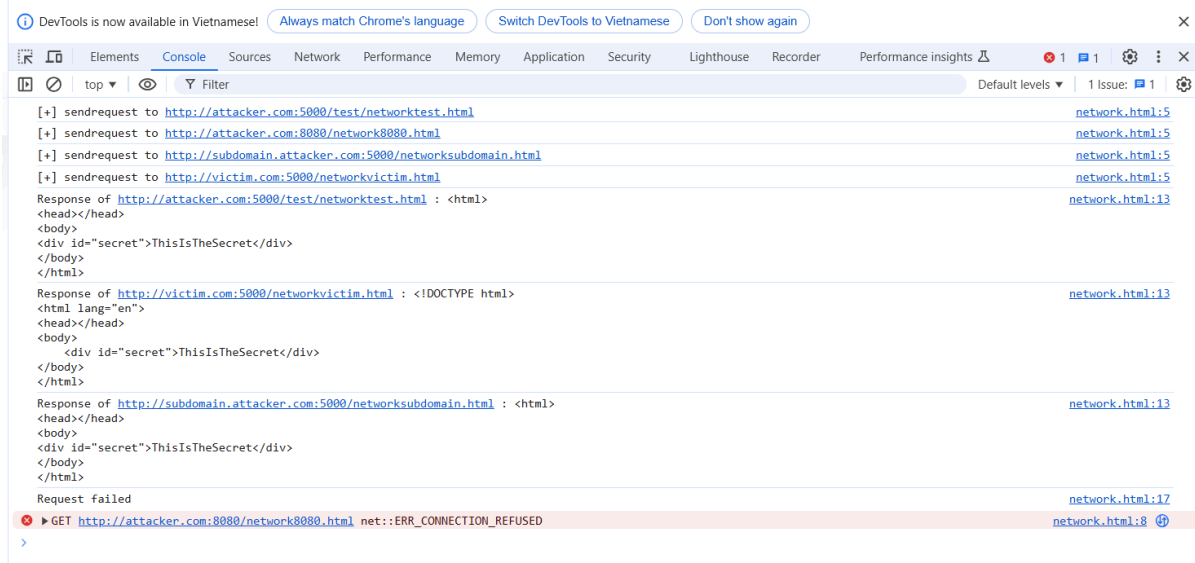 DevTools is now available in Vietnamese! Always match Chrome's language Switch DevTools to Vietnamese Don't show again
Elements Console Sources Network Performance Memory Application Security Lighthouse Recorder Performance insights 1 1
top Filter Default levels 1 Issue: 1
[+] sendrequest to http://attacker.com:5000/test/networktest.html network.html:5
[+] sendrequest to http://attacker.com:8080/network8080.html network.html:5
[+] sendrequest to http://subdomain.attacker.com:5000/networksubdomain.html network.html:5
[+] sendrequest to http://victim.com:5000/networkvictim.html network.html:5
Response of http://attacker.com:5000/test/networktest.html : <html> network.html:13
<head></head>
<body>
<div id="secret">ThisIsTheSecret</div>
</body>
</html>
Response of http://victim.com:5000/networkvictim.html : <!DOCTYPE html> network.html:13
<html lang="en">
<head></head>
<body>
<div id="secret">ThisIsTheSecret</div>
</body>
</html>
Response of http://subdomain.attacker.com:5000/networksubdomain.html : <html> network.html:13
<head></head>
<body>
<div id="secret">ThisIsTheSecret</div>
</body>
</html>
Request failed network.html:17
GET http://attacker.com:8080/network8080.html net::ERR_CONNECTION_REFUSED network.html:8